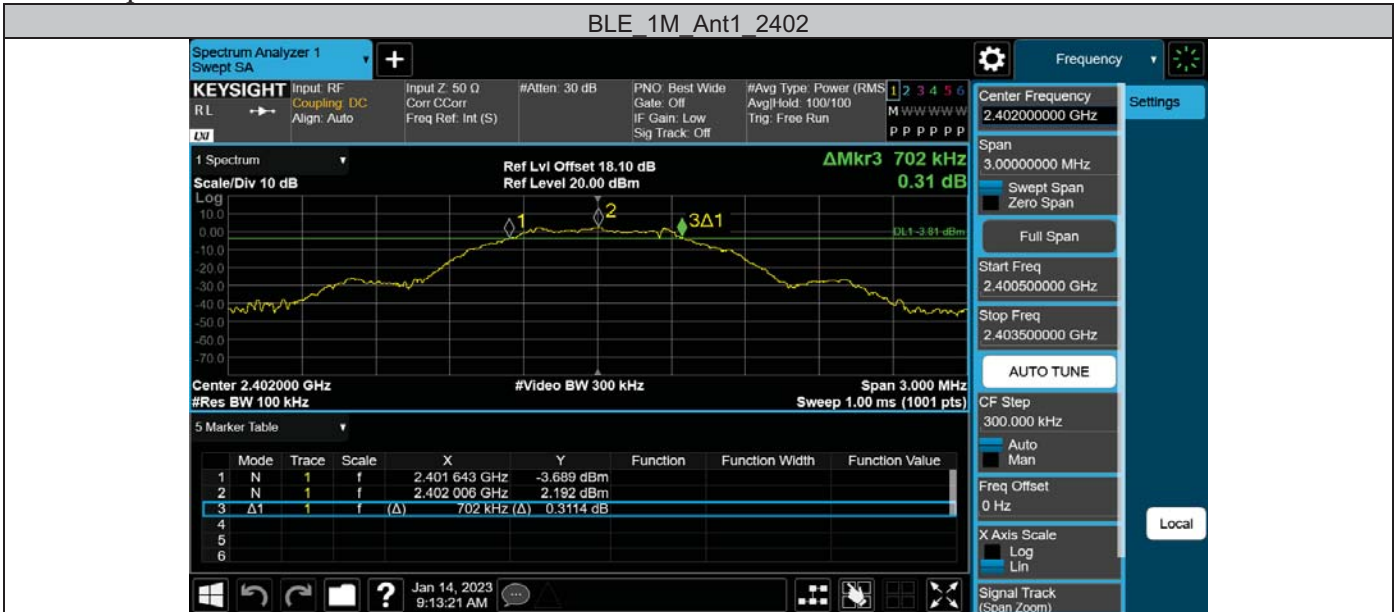 BLE_1M_Ant1_2402
Spectrum Analyzer 1
Swept SA
+
Frequency
KEYSIGHT Input: RF Input Z: 50 Ω #Atten: 30 dB PNO: Best Wide #Avg Type: Power (RMS 1 2 3 4 5 6
RL Coupling: DC Corr CCorr Gate: Off Avg|Hold: 100/100 M W W W W W
Align: Auto Freq Ref: Int (S) IF Gain: Low Trig: Free Run
LXI Sig Track: Off P P P P P P
1 Spectrum Ref Lvl Offset 18.10 dB ΔMkr3 702 kHz
Scale/Div 10 dB Ref Level 20.00 dBm 0.31 dB
Log
10.0
0.00
-10.0
-20.0
-30.0
-40.0
-50.0
-60.0
-70.0
1 2 3Δ1
DL1 -3.81 dBm
Center 2.402000 GHz #Video BW 300 kHz Span 3.000 MHz
#Res BW 100 kHz Sweep 1.00 ms (1001 pts)
5 Marker Table
Mode Trace Scale X Y Function Function Width Function Value
1 N 1 f 2.401 643 GHz -3.689 dBm
2 N 1 f 2.402 006 GHz 2.192 dBm
3 Δ1 1 f (Δ) 702 kHz (Δ) 0.3114 dB
4
5
6
?
Jan 14, 2023
9:13:21 AM
Center Frequency
2.402000000 GHz
Settings
Span
3.00000000 MHz
Swept Span
Zero Span
Full Span
Start Freq
2.400500000 GHz
Stop Freq
2.403500000 GHz
AUTO TUNE
CF Step
300.000 kHz
Auto
Man
Freq Offset
0 Hz
Local
X Axis Scale
Log
Lin
Signal Track
(Span Zoom)